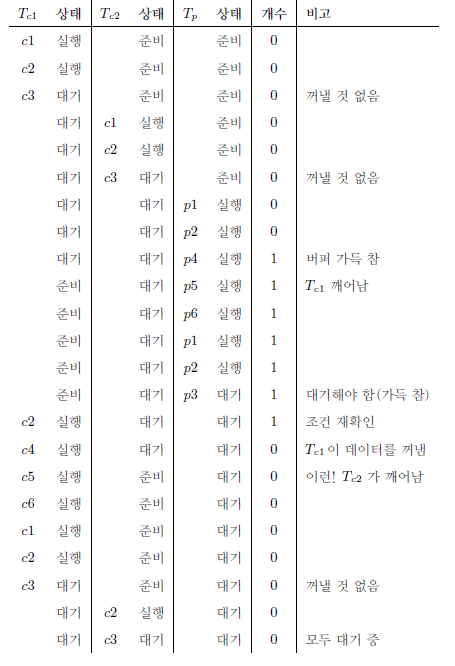 Tc1 상태 Tc2 상태 Tp 상태 개수 비고
c1 실행 준비 준비 0
c2 실행 준비 준비 0
c3 대기 준비 준비 0 꺼낼 것 없음
대기 c1 실행 준비 0
대기 c2 실행 준비 0
대기 c3 대기 준비 0 꺼낼 것 없음
대기 대기 p1 실행 0
대기 대기 p2 실행 0
대기 대기 p4 실행 1 버퍼 가득 참
준비 대기 p5 실행 1 Tc1 깨어남
준비 대기 p6 실행 1
준비 대기 p1 실행 1
준비 대기 p2 실행 1
준비 대기 p3 대기 1 대기해야 함(가득 참)
c2 실행 대기 대기 1 조건 재확인
c4 실행 대기 대기 0 Tc1이 데이터를 꺼냄
c5 실행 준비 대기 0 이런! Tc2 가 깨어남
c6 실행 준비 대기 0
c1 실행 준비 대기 0
c2 실행 준비 대기 0
c3 대기 준비 대기 0 꺼낼 것 없음
대기 c2 실행 대기 0
대기 c3 대기 대기 0 모두 대기 중